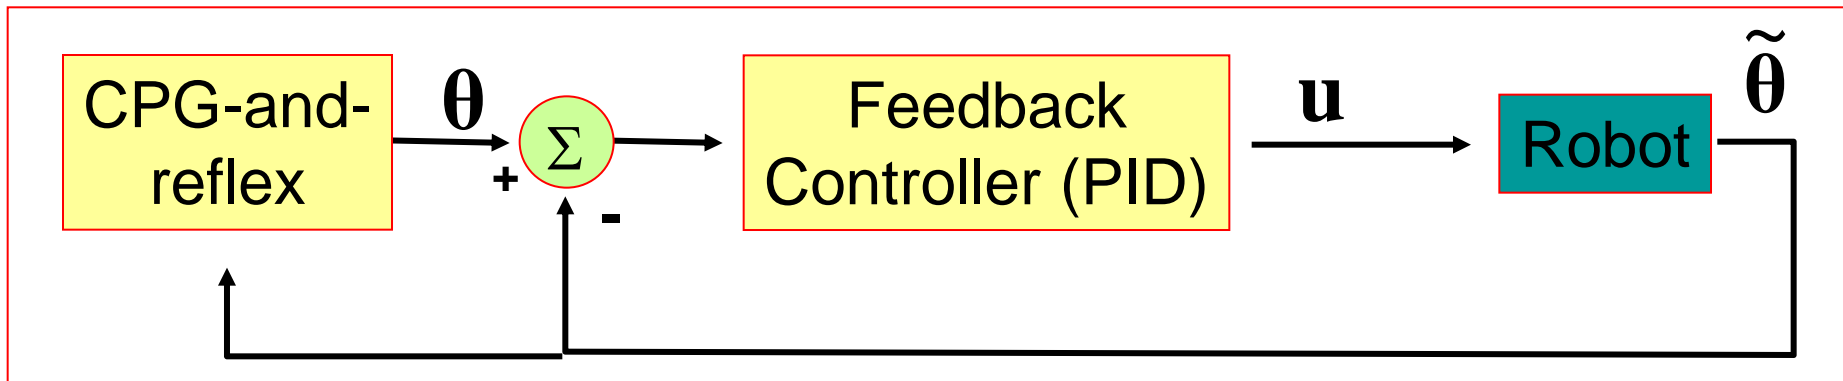 CPG-and-
reflex
θ
+
Σ
-
Feedback
Controller (PID)
u
Robot
θ̃